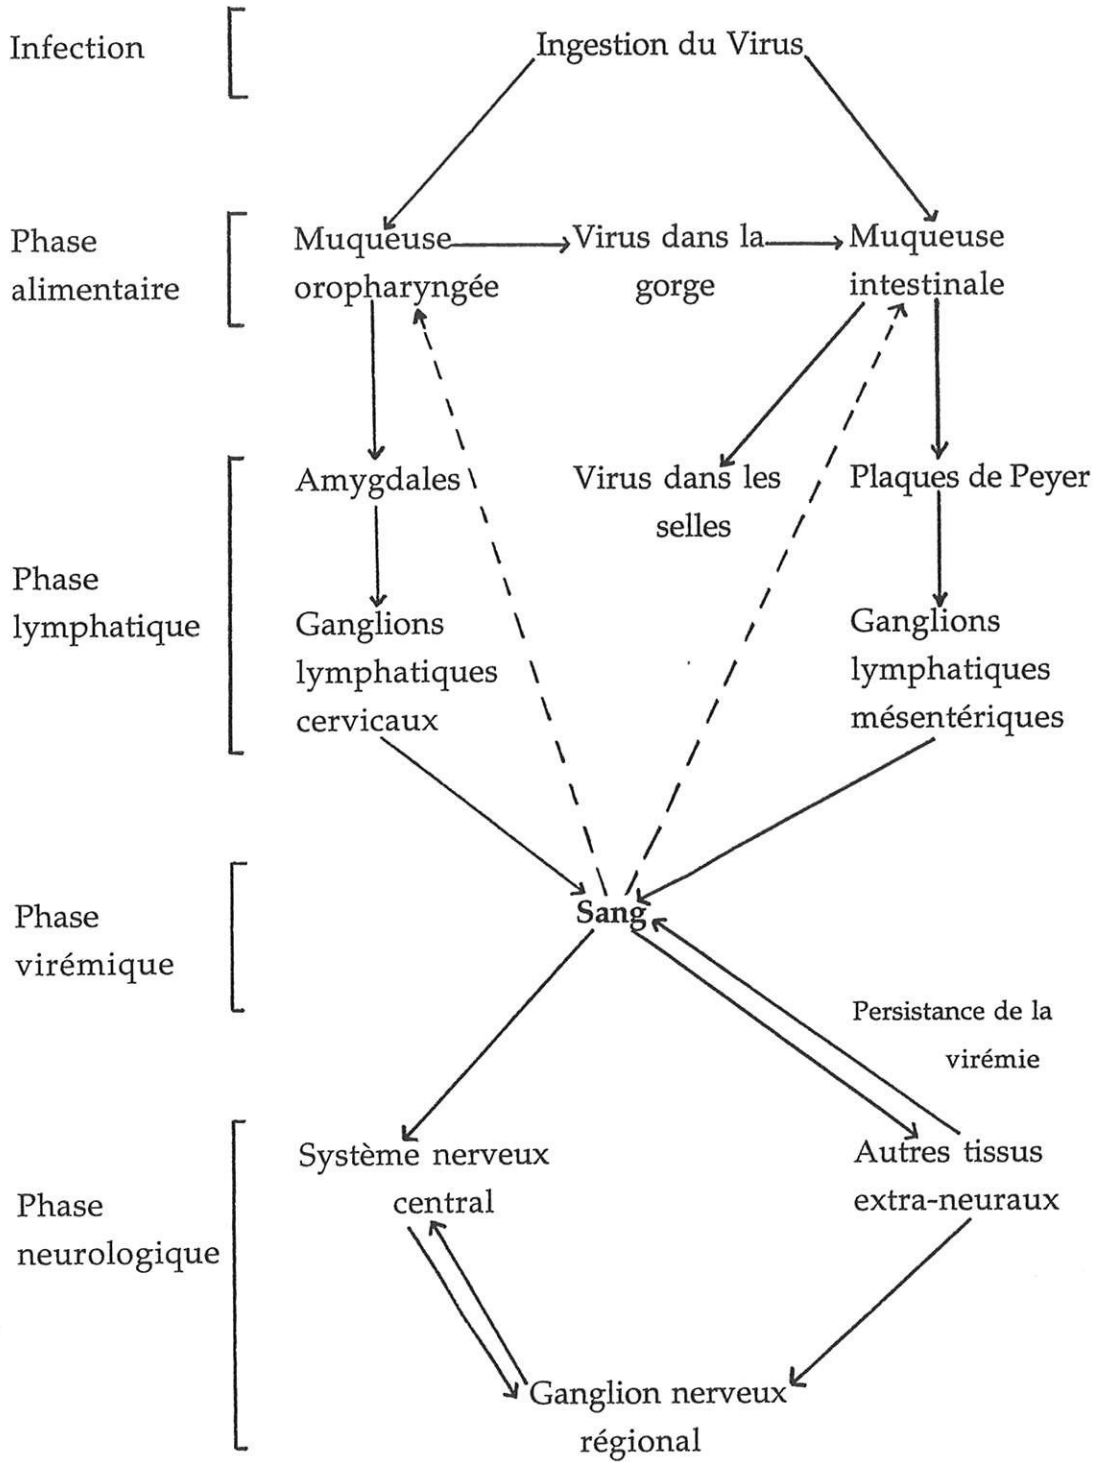 Infection
Ingestion du Virus
Phase
alimentaire
Muqueuse
oropharyngée
Virus dans la
gorge
Muqueuse
intestinale
Phase
lymphatique
Amygdales
Virus dans les
selles
Plaques de Peyer
Ganglions
lymphatiques
cervicaux
Ganglions
lymphatiques
mésentériques
Phase
virémique
Sang
Persistance de la
virémie
Phase
neurologique
Système nerveux
central
Autres tissus
extra-neuraux
Ganglion nerveux
régional